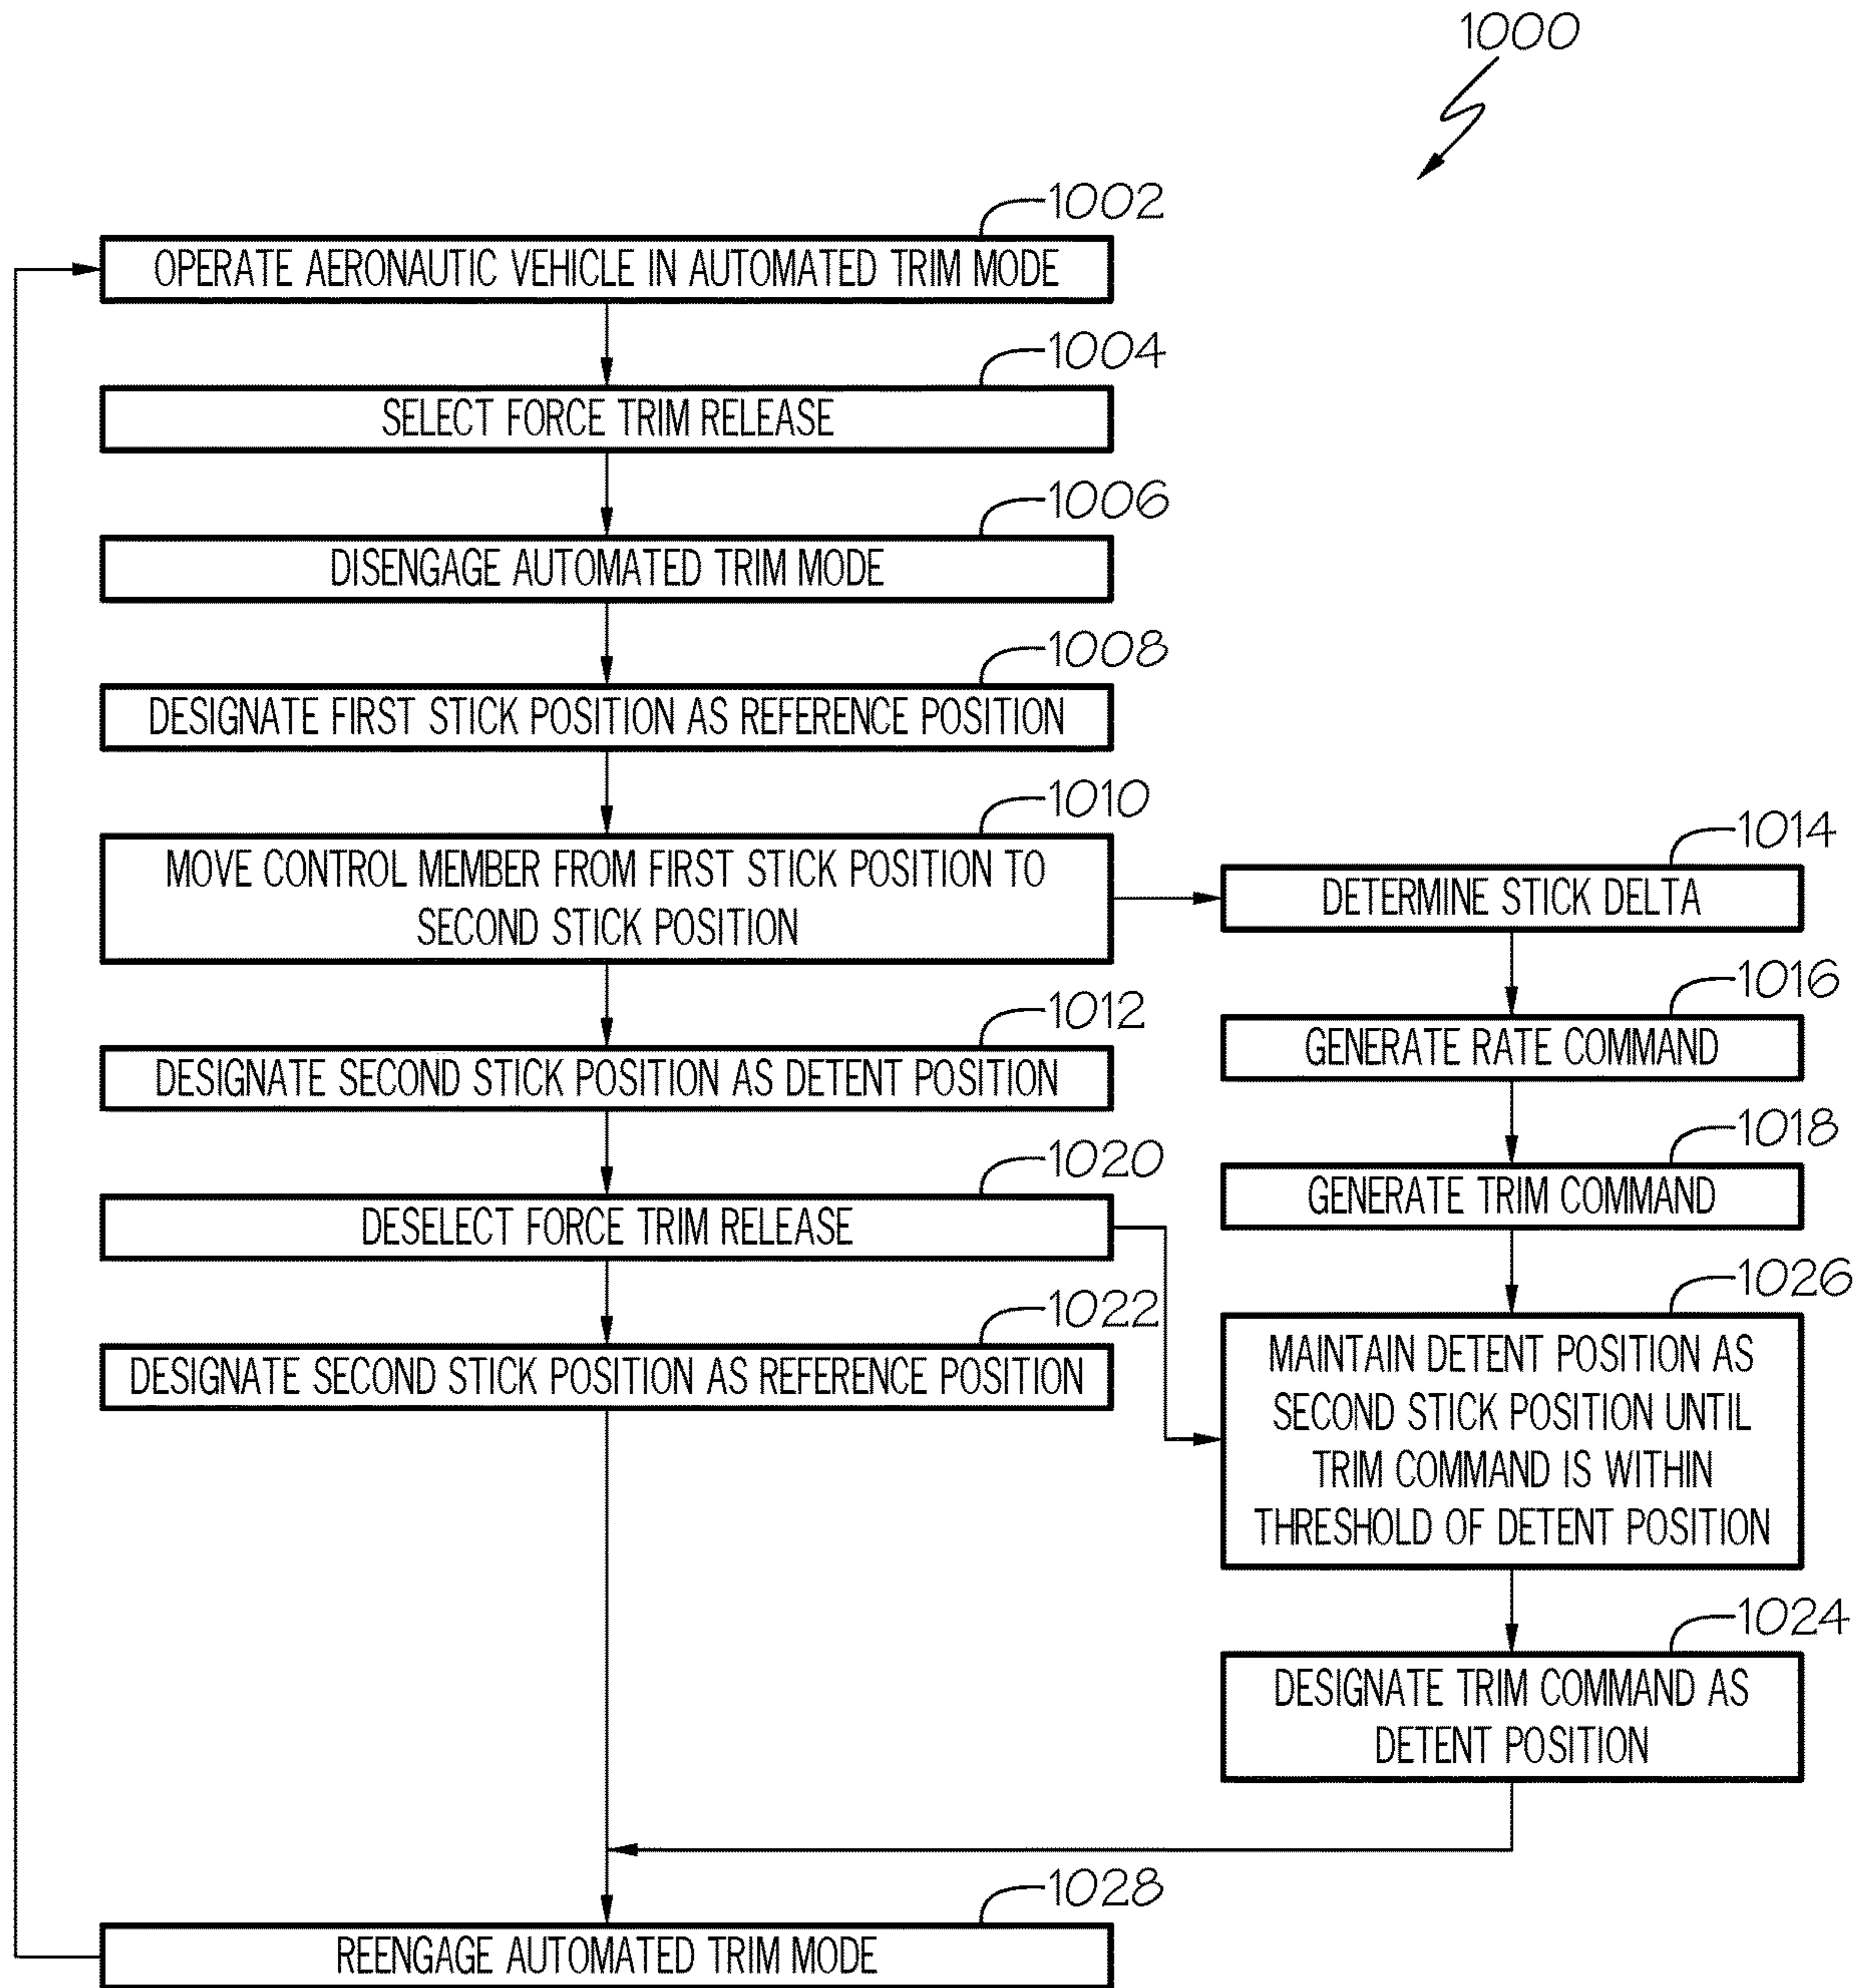 1000
1002
OPERATE AERONAUTIC VEHICLE IN AUTOMATED TRIM MODE
1004
SELECT FORCE TRIM RELEASE
1006
DISENGAGE AUTOMATED TRIM MODE
1008
DESIGNATE FIRST STICK POSITION AS REFERENCE POSITION
1010
MOVE CONTROL MEMBER FROM FIRST STICK POSITION TO
SECOND STICK POSITION
1012
DESIGNATE SECOND STICK POSITION AS DETENT POSITION
1020
DESELECT FORCE TRIM RELEASE
1022
DESIGNATE SECOND STICK POSITION AS REFERENCE POSITION
1014
DETERMINE STICK DELTA
1016
GENERATE RATE COMMAND
1018
GENERATE TRIM COMMAND
1026
MAINTAIN DETENT POSITION AS
SECOND STICK POSITION UNTIL
TRIM COMMAND IS WITHIN
THRESHOLD OF DETENT POSITION
1024
DESIGNATE TRIM COMMAND AS
DETENT POSITION
1028
REENGAGE AUTOMATED TRIM MODE